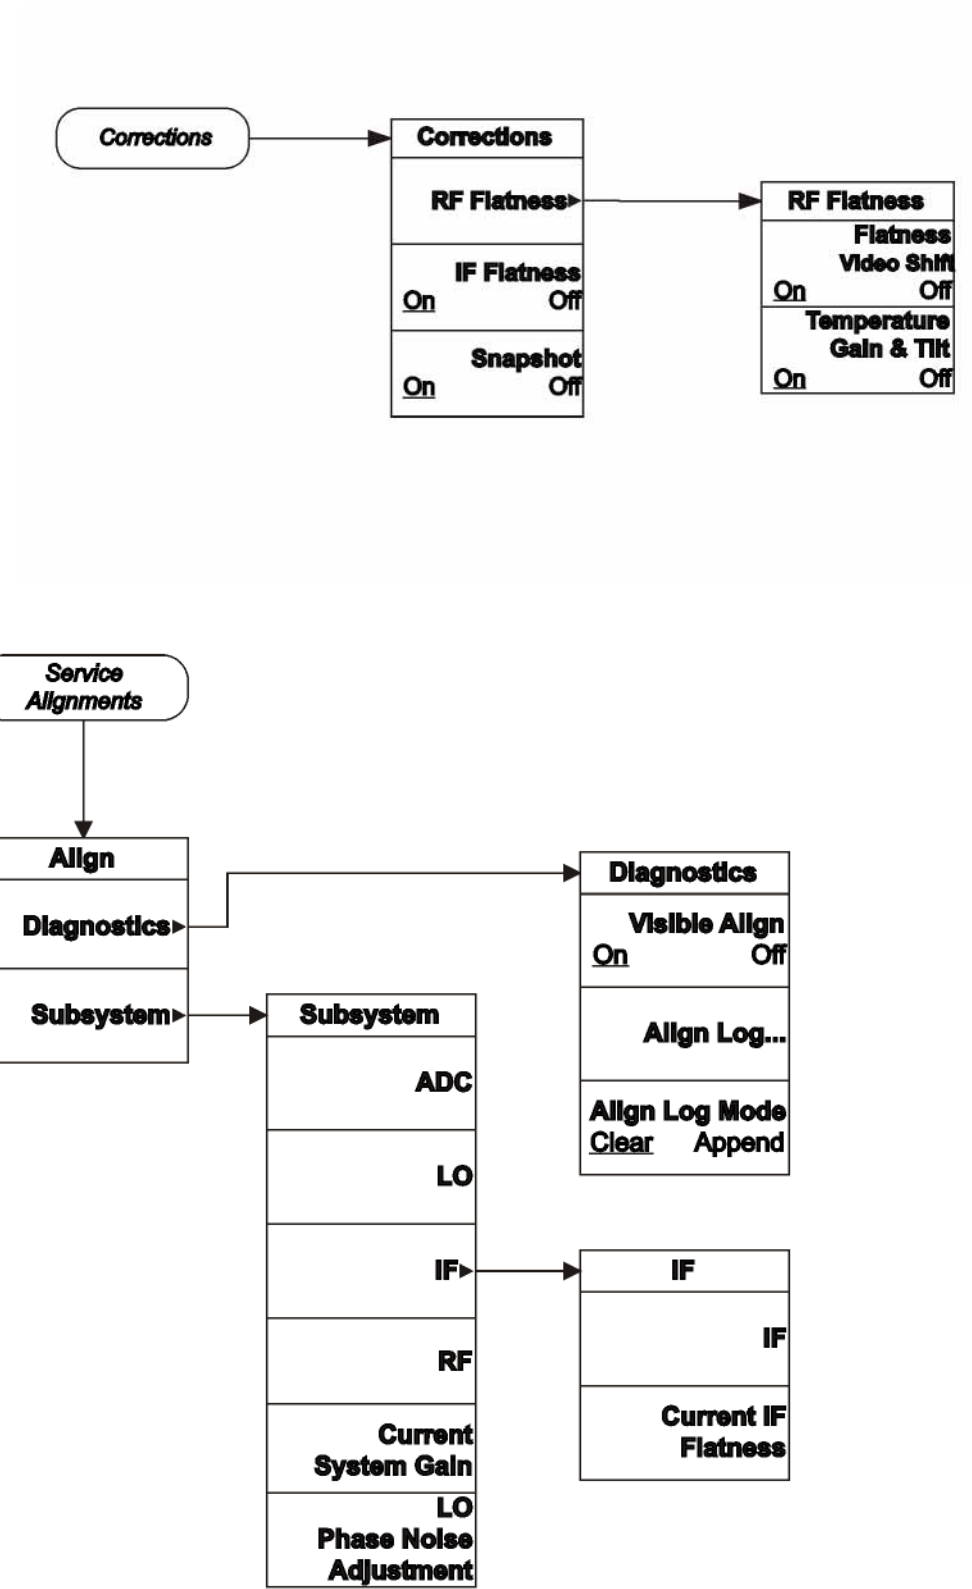 Corrections
Corrections
RF Flatness
IF Flatness
On Off
Snapshot
On Off
RF Flatness
Flatness
Video Shift
On Off
Temperature
Gain & Tilt
On Off
Service
Alignments
Align
Diagnostics
Subsystem
Diagnostics
Visible Align
On Off
Align Log...
Align Log Mode
Clear Append
Subsystem
ADC
LO
IF
RF
Current
System Gain
LO
Phase Noise
Adjustment
IF
IF
Current IF
Flatness